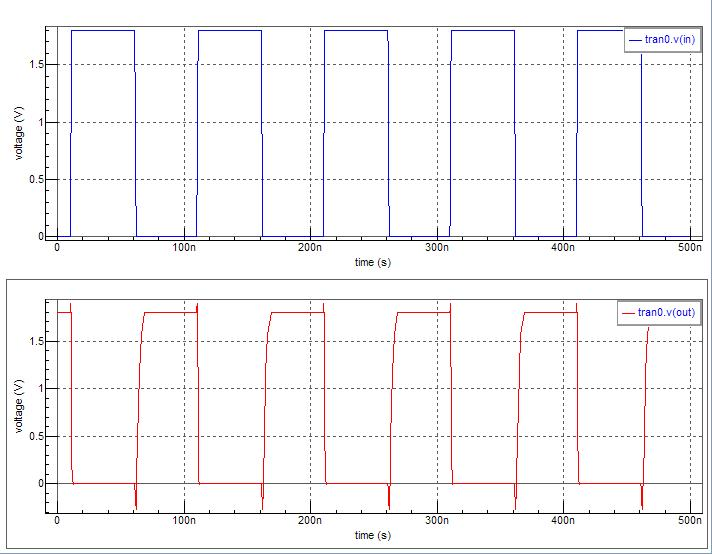 tran0.v(in)
voltage (V)
1.5
1
0.5
0
0
100n
200n
300n
400n
500n
time (s)
tran0.v(out)
voltage (V)
1.5
1
0.5
0
0
100n
200n
300n
400n
500n
time (s)